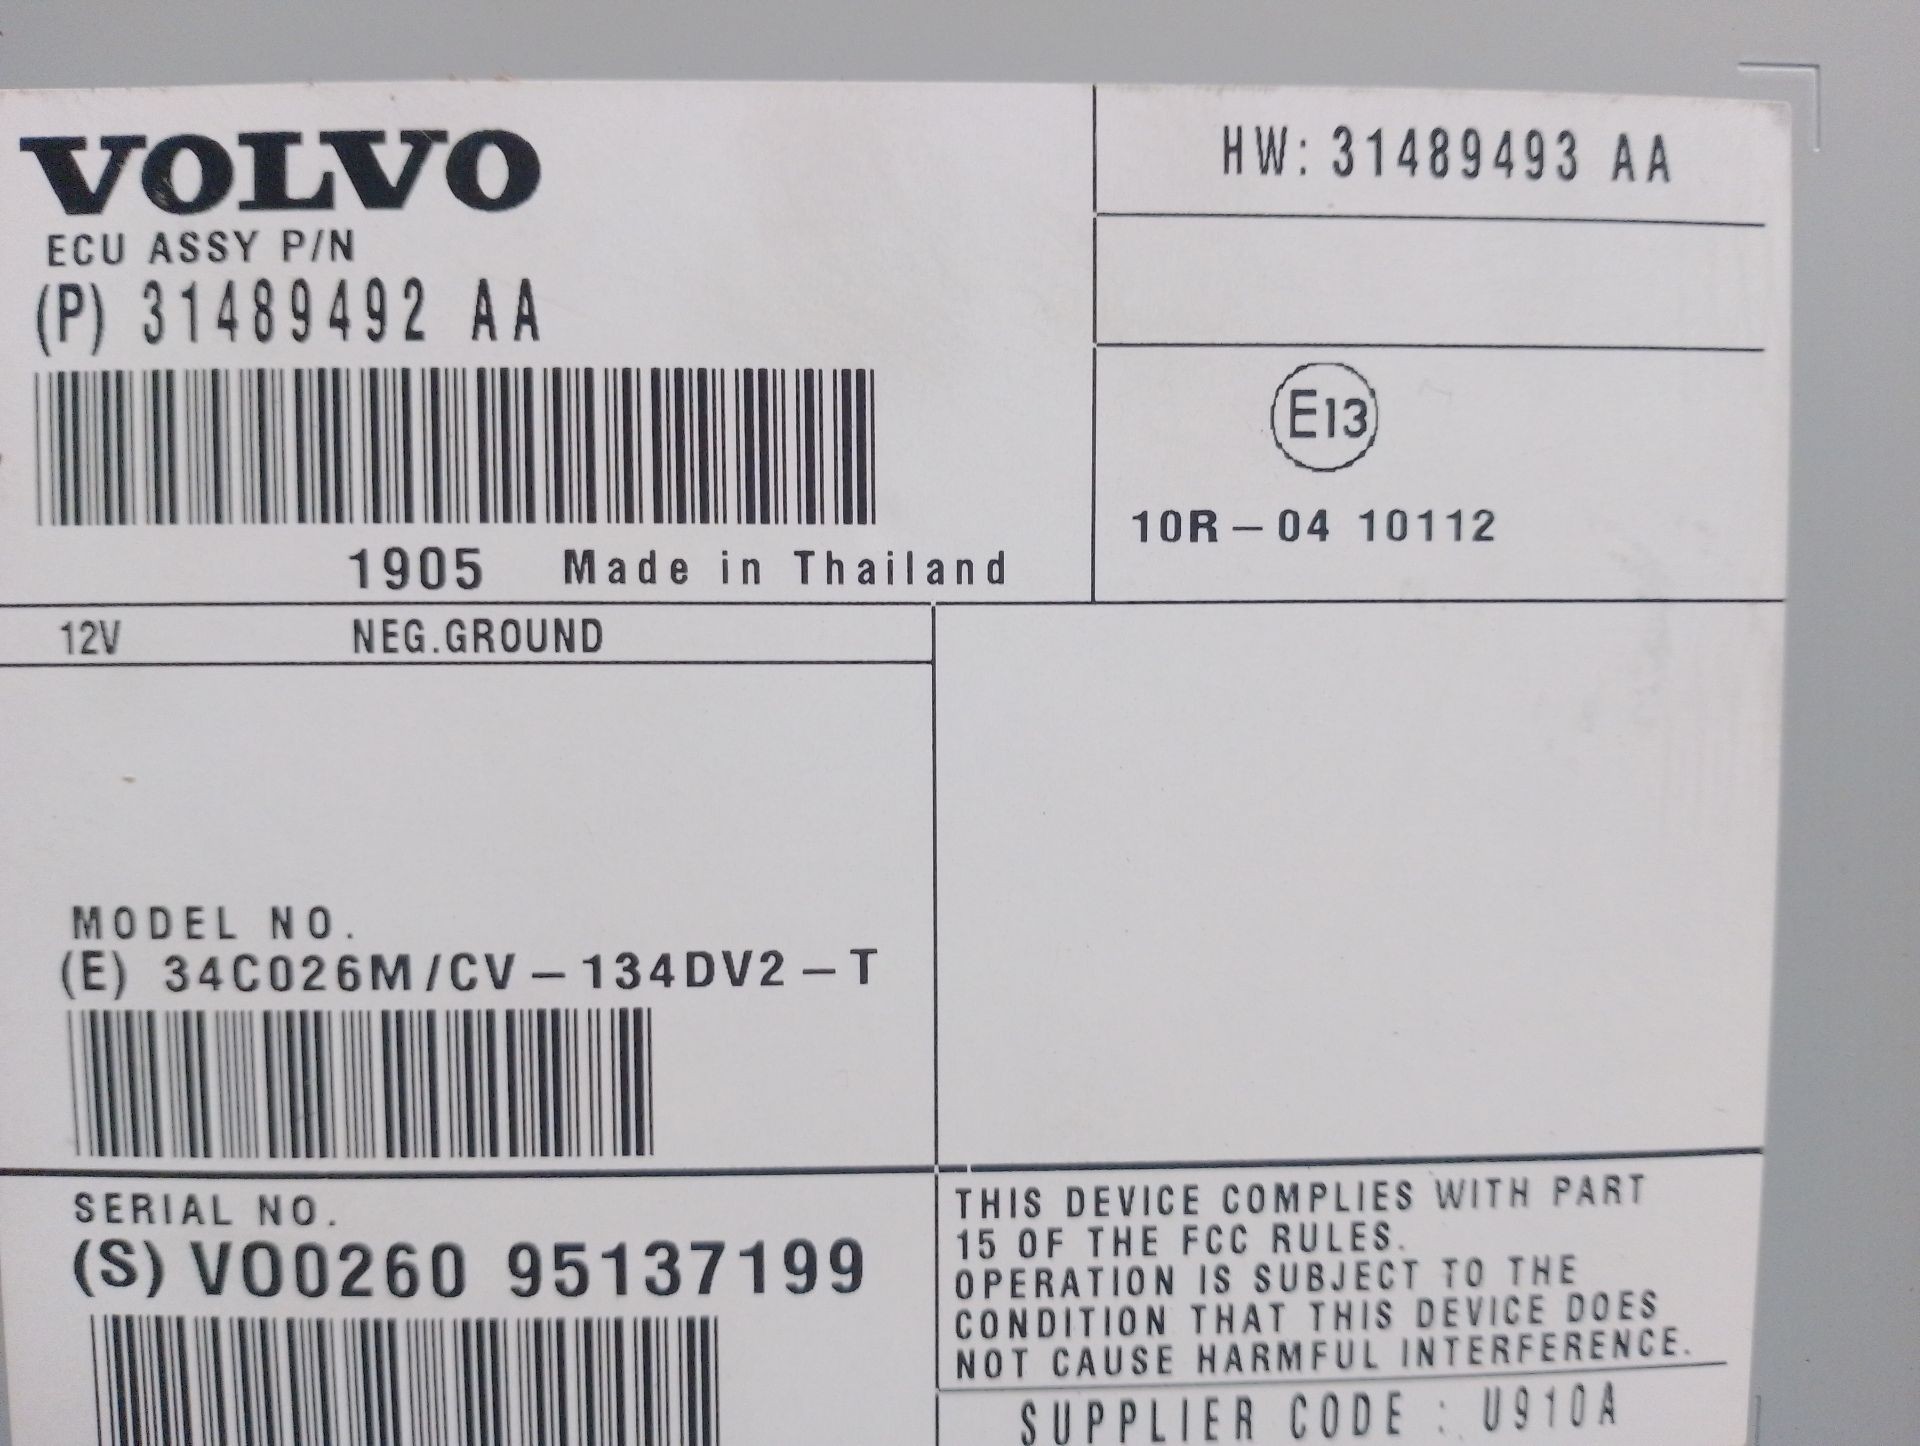 VOLVO
ECU ASSY P/N
(P) 31489492 AA
1905 Made in Thailand
HW: 31489493 AA
E13
10R-04 10112
12V NEG.GROUND
MODEL NO.
(E) 34C026M/CV-134DV2-T
SERIAL NO.
(S) VO0260 95137199
THIS DEVICE COMPLIES WITH PART
15 OF THE FCC RULES.
OPERATION IS SUBJECT TO THE
CONDITION THAT THIS DEVICE DOES
NOT CAUSE HARMFUL INTERFERENCE.
SUPPLIER CODE : U910A